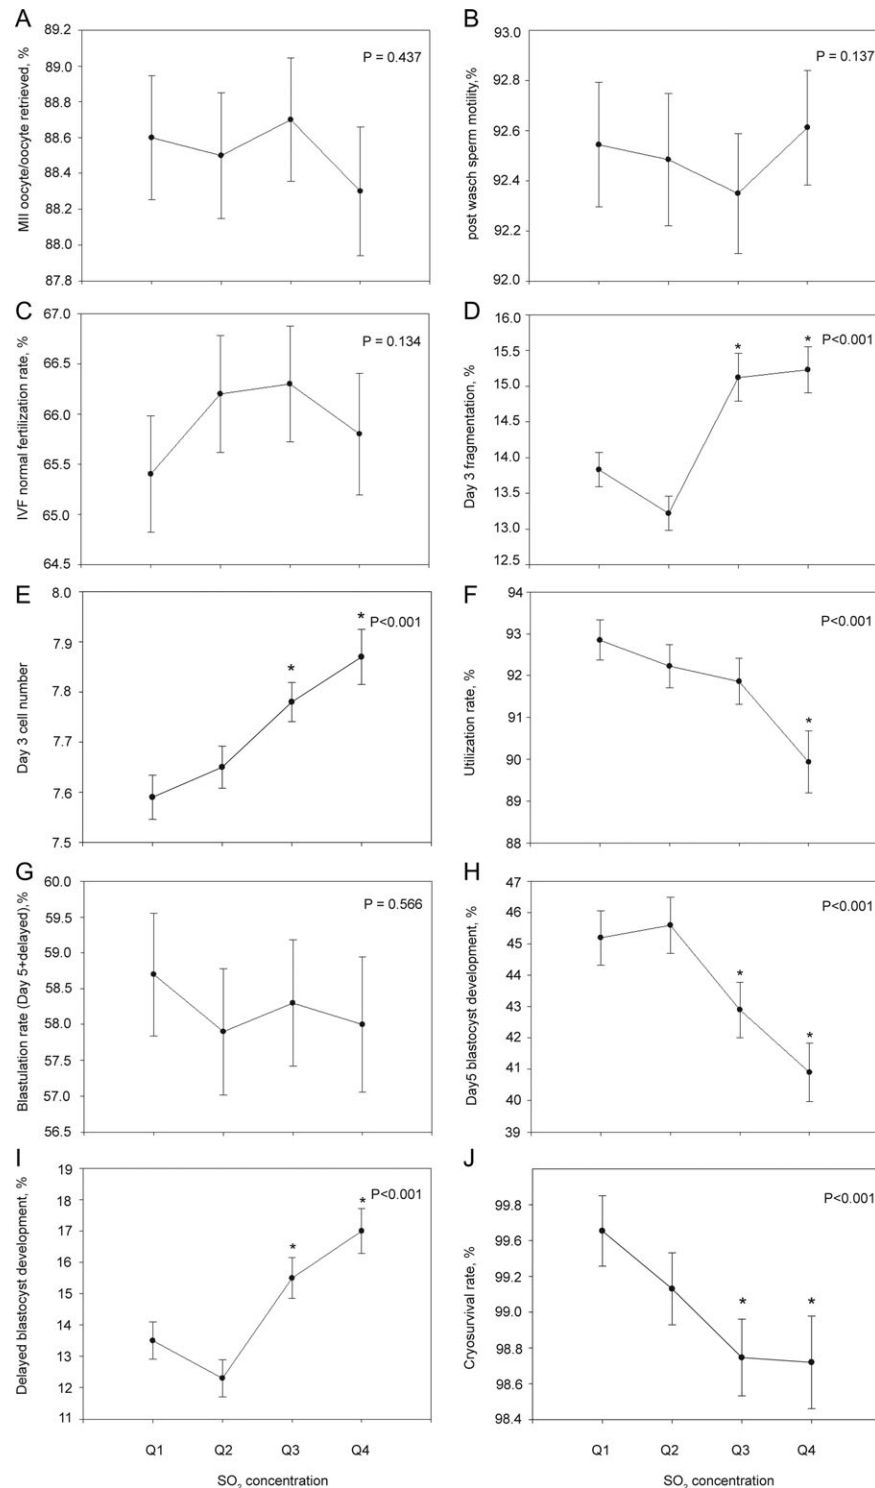 A
89.2
89.0
88.8
88.6
88.4
88.2
88.0
87.8
MII oocyte/oocyte retrieved, %
P = 0.437
B
93.0
92.8
92.6
92.4
92.2
92.0
post wasch sperm motility,%
P = 0.137
C
67.0
66.5
66.0
65.5
65.0
64.5
IVF normal fertilization rate, %
P = 0.134
D
16.0
15.5
15.0
14.5
14.0
13.5
13.0
12.5
Day 3 fragmentation, %
P<0.001
*
*
E
8.0
7.9
7.8
7.7
7.6
7.5
Day 3 cell number
P<0.001
*
*
F
94
93
92
91
90
89
88
Utilization rate, %
P<0.001
*
G
60.0
59.5
59.0
58.5
58.0
57.5
57.0
56.5
Blastulation rate (Day 5+delayed),%
P = 0.566
H
47
46
45
44
43
42
41
40
39
Day5 blastocyst development, %
P<0.001
*
*
I
19
18
17
16
15
14
13
12
11
Delayed blastocyst development, %
P<0.001
*
*
Q1 Q2 Q3 Q4
SO₂ concentration
J
99.8
99.6
99.2
99.0
98.8
98.6
98.4
Cryosurvival rate, %
P<0.001
*
*
Q1 Q2 Q3 Q4
SO₂ concentration